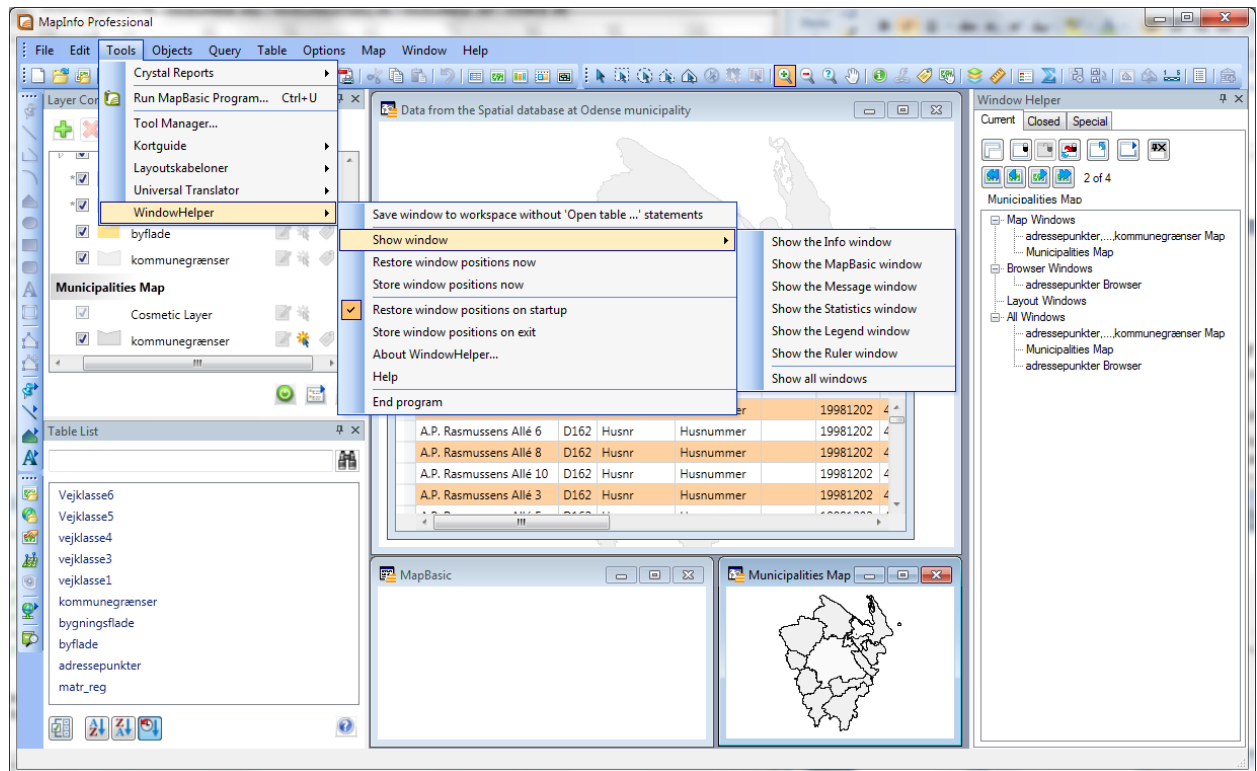 MapInfo Professional
File Edit Tools Objects Query Table Options Map Window Help
Crystal Reports
Run MapBasic Program... Ctrl+U
Tool Manager...
Kortguide
Layoutskabeloner
Universal Translator
WindowHelper
Save window to workspace without 'Open table ...' statements
Show window
Restore window positions now
Store window positions now
Restore window positions on startup
Store window positions on exit
About WindowHelper...
Help
End program
Show the Info window
Show the MapBasic window
Show the Message window
Show the Statistics window
Show the Legend window
Show the Ruler window
Show all windows
Layer Con
byflade
kommunegrænser
Municipalities Map
Cosmetic Layer
kommunegrænser
Table List
Vejklasse6
Vejklasse5
vejklasse4
vejklasse3
vejklasse1
kommunegrænser
bygningsflade
byflade
adressepunkter
matr_reg
Data from the Spatial database at Odense municipality
19981202 4
A.P. Rasmussens Allé 6 D162 Husnr Husnummer 19981202 4
A.P. Rasmussens Allé 8 D162 Husnr Husnummer 19981202 4
A.P. Rasmussens Allé 10 D162 Husnr Husnummer 19981202 4
A.P. Rasmussens Allé 3 D162 Husnr Husnummer 19981202 4
MapBasic
Municipalities Map
Window Helper
Current Closed Special
2 of 4
Municipalities Map
Map Windows
adressepunkter,...,kommunegrænser Map
Municipalities Map
Browser Windows
adressepunkter Browser
Layout Windows
All Windows
adressepunkter,...,kommunegrænser Map
Municipalities Map
adressepunkter Browser